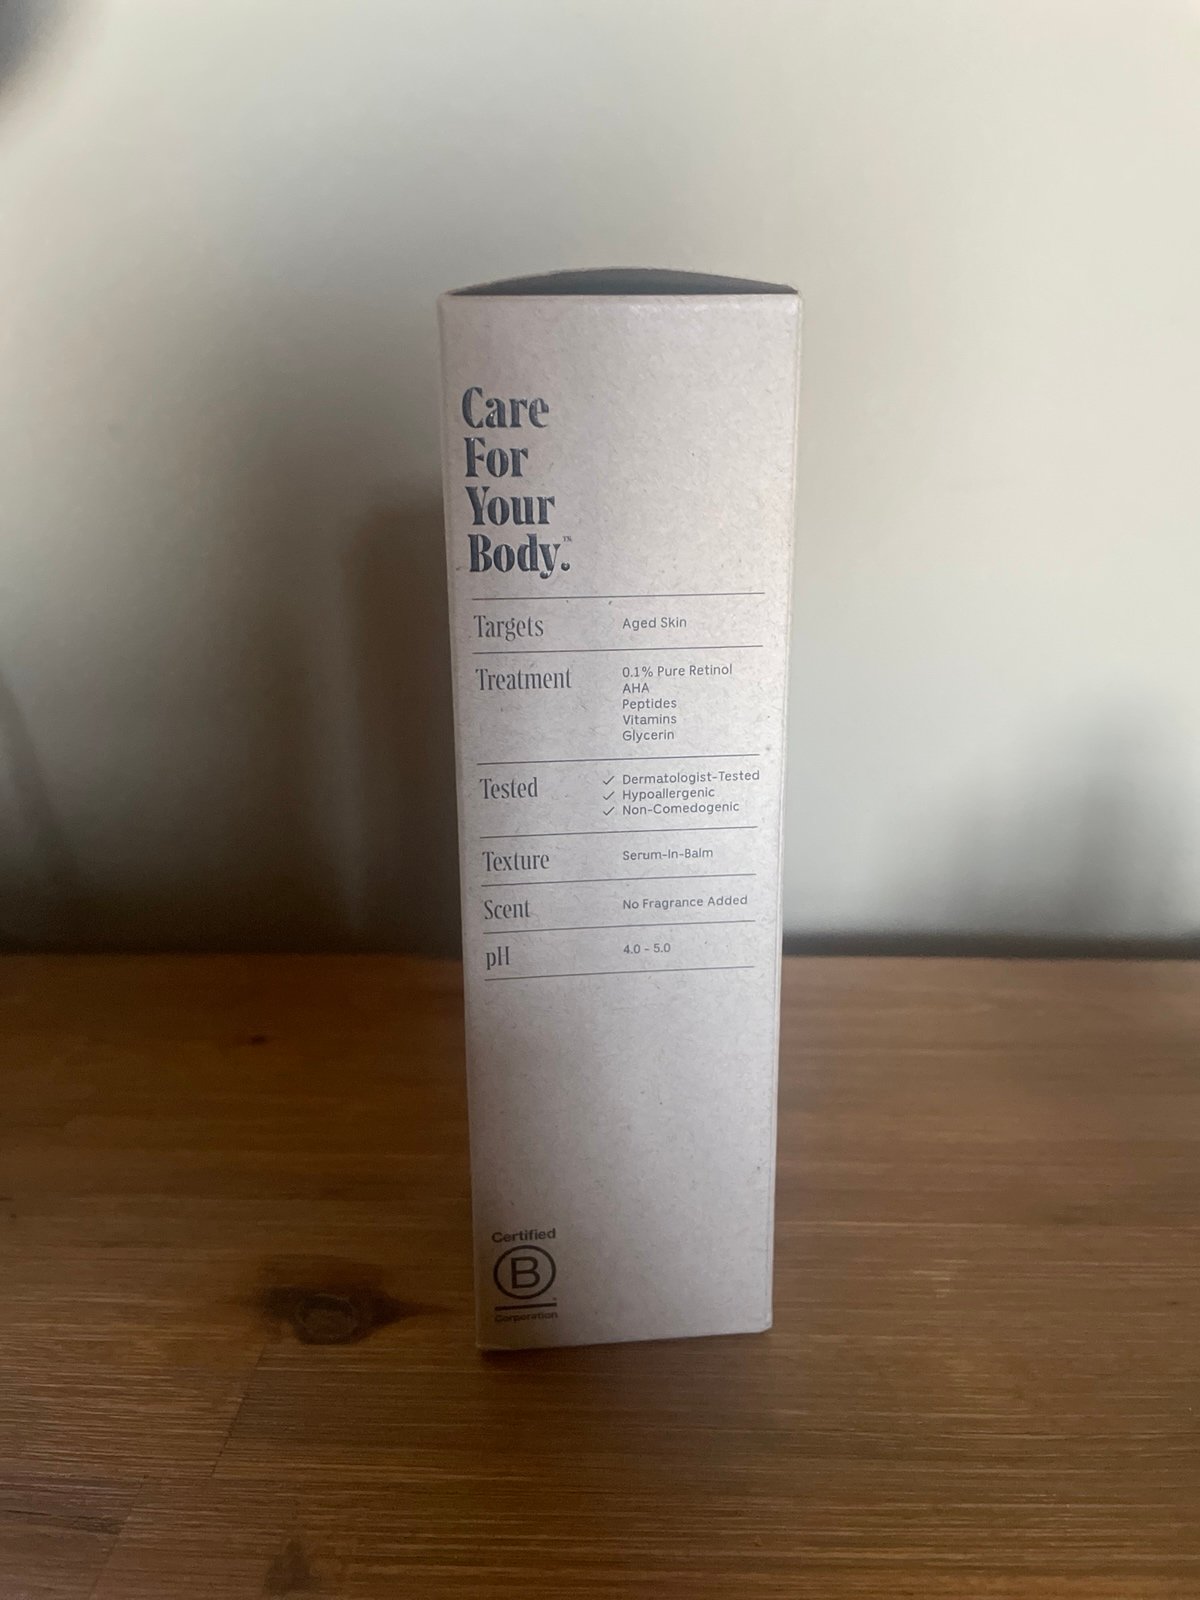 Care
For
Your
Body.™
Targets Aged Skin
Treatment 0.1% Pure Retinol
AHA
Peptides
Vitamins
Glycerin
Tested ✓ Dermatologist-Tested
✓ Hypoallergenic
✓ Non-Comedogenic
Texture Serum-In-Balm
Scent No Fragrance Added
pH 4.0 - 5.0
Certified
B
Corporation